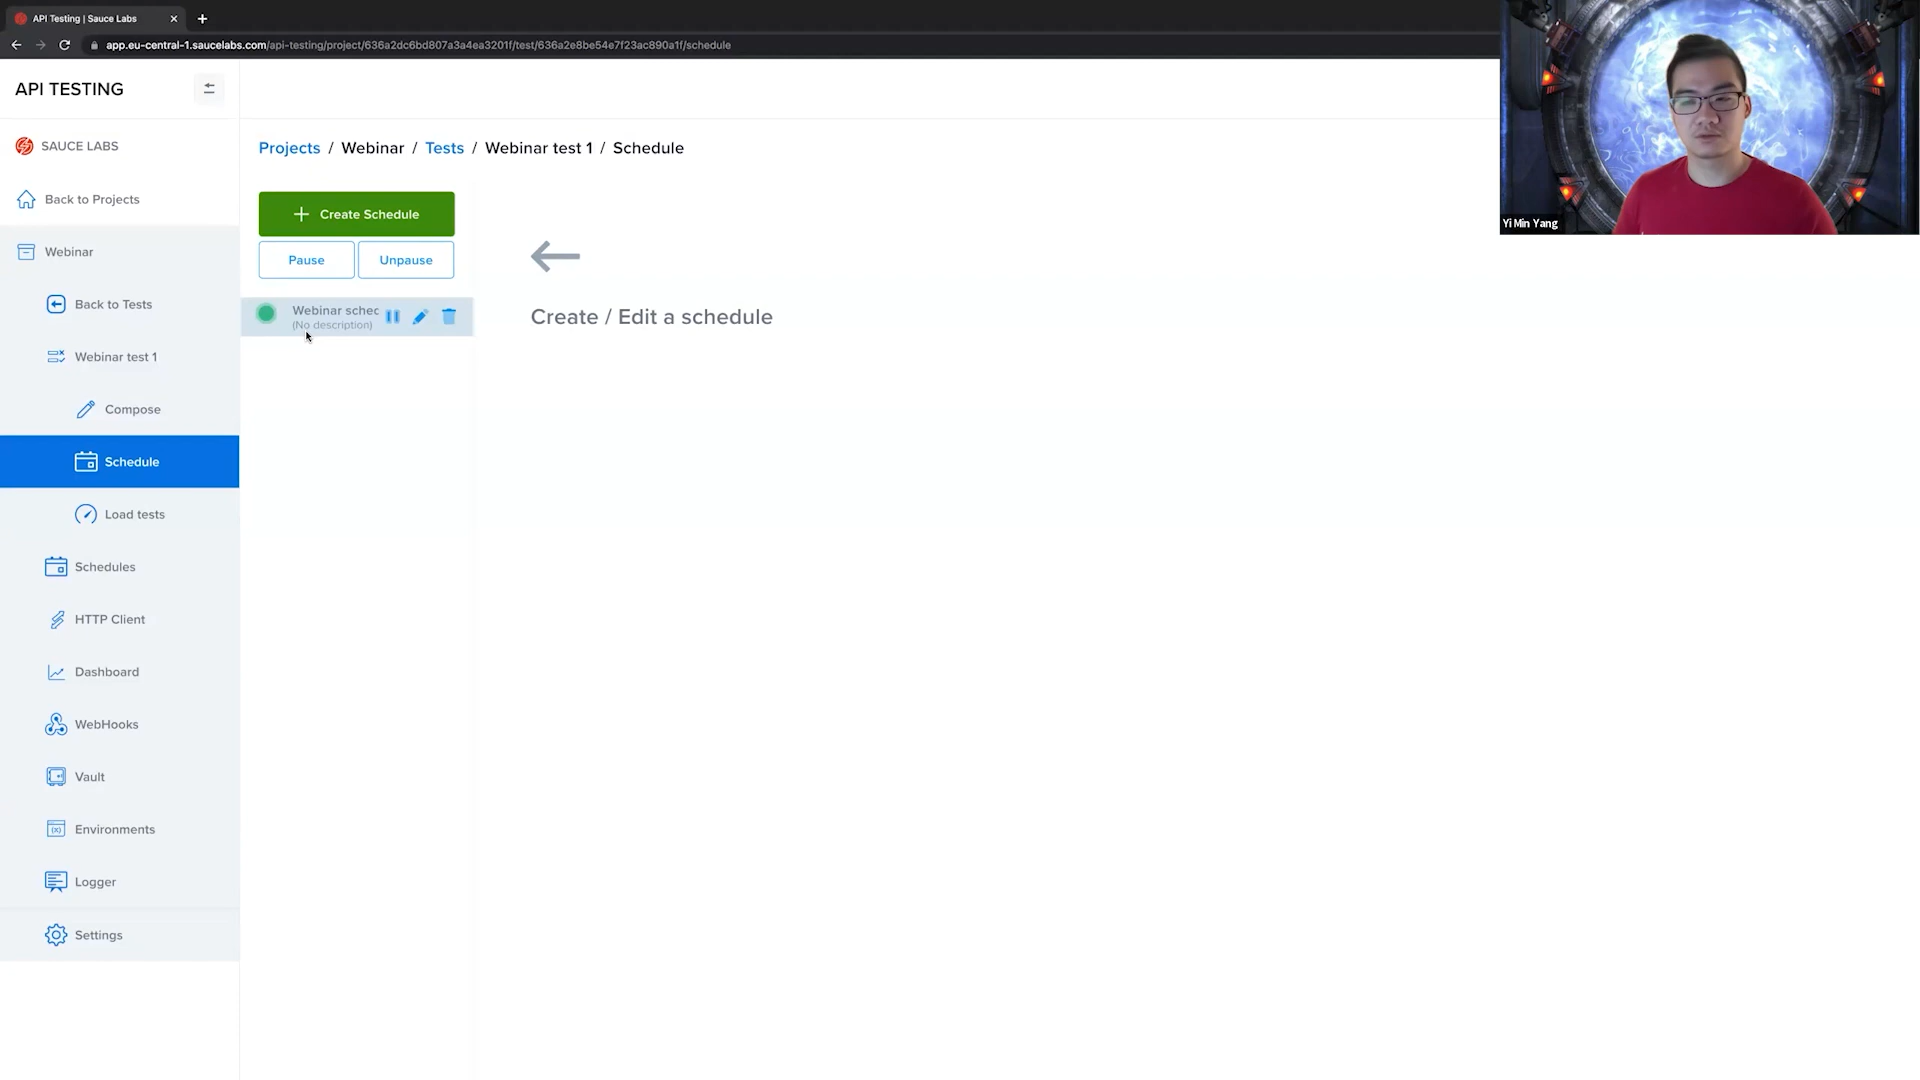 API Testing | Sauce Labs
app.eu-central-1.saucelabs.com/api-testing/project/636a2dc6bd807a3a4ea3201f/test/636a2e8be54e7f23ac890a1f/schedule
API TESTING
SAUCE LABS
Back to Projects
Webinar
Back to Tests
Webinar test 1
Compose
Schedule
Load tests
Schedules
HTTP Client
Dashboard
WebHooks
Vault
Environments
Logger
Settings
Projects / Webinar / Tests / Webinar test 1 / Schedule
Create Schedule
Pause Unpause
Webinar schec
(No description)
Create / Edit a schedule
Yi Min Yang